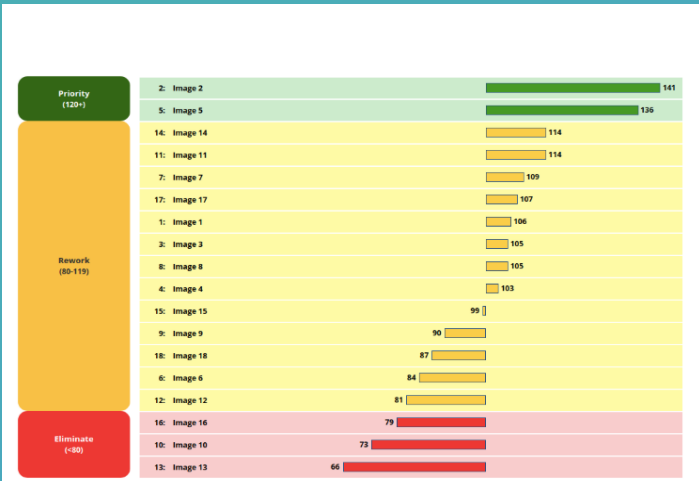 Priority
(120+)
2: Image 2 141
5: Image 5 136
14: Image 14 114
11: Image 11 114
7: Image 7 109
17: Image 17 107
1: Image 1 106
3: Image 3 105
Rework
(80-119)
8: Image 8 105
4: Image 4 103
15: Image 15 99
9: Image 9 90
18: Image 18 87
6: Image 6 84
12: Image 12 81
Eliminate
(<80)
16: Image 16 79
10: Image 10 73
13: Image 13 66